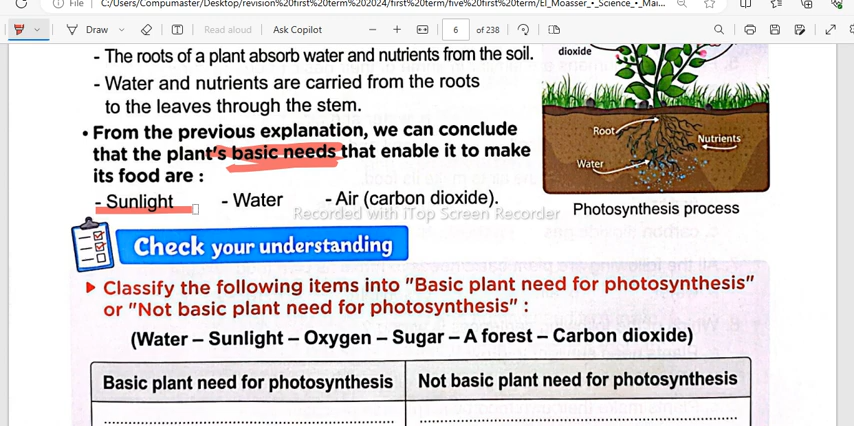 File
C:/Users/Compumaster/Desktop/revision%20first%20term%202024/first%20term/five%20first%20term/El_Moasser_•_Science_•_Mai...
Draw
Read aloud
Ask Copilot
6 of 238
- The roots of a plant absorb water and nutrients from the soil.
- Water and nutrients are carried from the roots
to the leaves through the stem.
• From the previous explanation, we can conclude
that the plant's basic needs that enable it to make
its food are :
- Sunlight - Water - Air (carbon dioxide).
dioxide
Root
Nutrients
Water
Photosynthesis process
Recorded with iTop Screen Recorder
Check your understanding
Classify the following items into "Basic plant need for photosynthesis"
or "Not basic plant need for photosynthesis" :
(Water – Sunlight – Oxygen – Sugar – A forest – Carbon dioxide)
Basic plant need for photosynthesis
Not basic plant need for photosynthesis